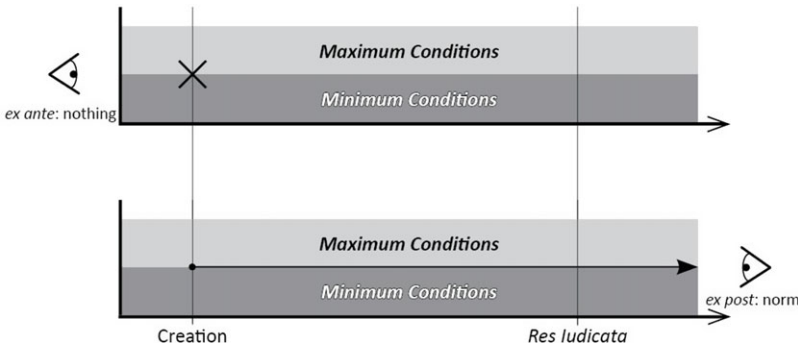 Maximum Conditions
Minimum Conditions
ex ante: nothing
Maximum Conditions
Minimum Conditions
ex post: norm
Creation
Res Iudicata